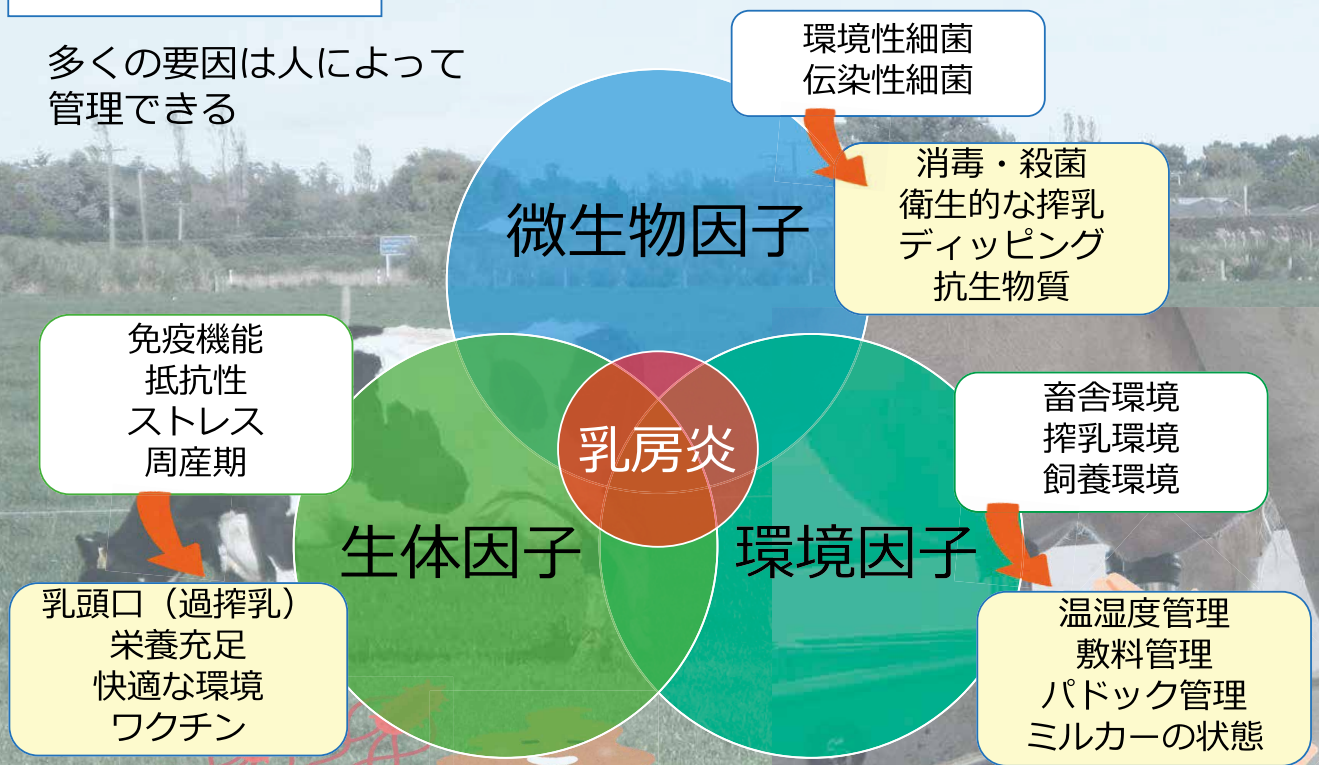 多くの要因は人によって
管理できる
環境性細菌
伝染性細菌
消毒・殺菌
衛生的な搾乳
ディッピング
抗生物質
微生物因子
免疫機能
抵抗性
ストレス
周産期
乳房炎
畜舎環境
搾乳環境
飼養環境
生体因子
環境因子
乳頭口（過搾乳）
栄養充足
快適な環境
ワクチン
温湿度管理
敷料管理
パドック管理
ミルカーの状態